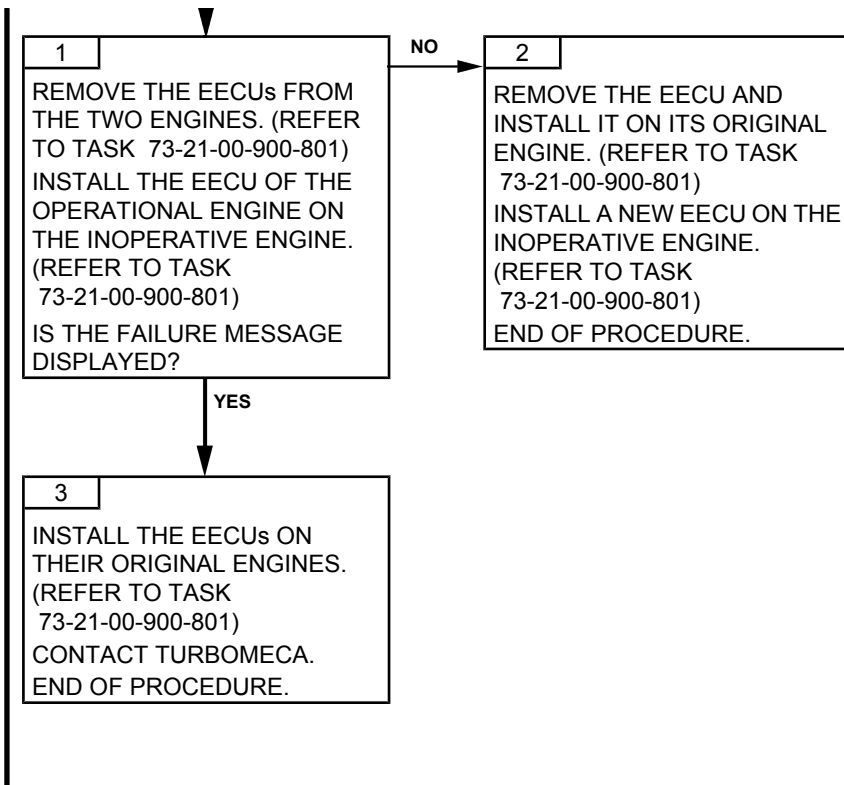 1
REMOVE THE EECUs FROM
THE TWO ENGINES. (REFER
TO TASK 73-21-00-900-801)
INSTALL THE EECU OF THE
OPERATIONAL ENGINE ON
THE INOPERATIVE ENGINE.
(REFER TO TASK
73-21-00-900-801)
IS THE FAILURE MESSAGE
DISPLAYED?
NO
2
REMOVE THE EECU AND
INSTALL IT ON ITS ORIGINAL
ENGINE. (REFER TO TASK
73-21-00-900-801)
INSTALL A NEW EECU ON THE
INOPERATIVE ENGINE.
(REFER TO TASK
73-21-00-900-801)
END OF PROCEDURE.
YES
3
INSTALL THE EECUs ON
THEIR ORIGINAL ENGINES.
(REFER TO TASK
73-21-00-900-801)
CONTACT TURBOMECA.
END OF PROCEDURE.